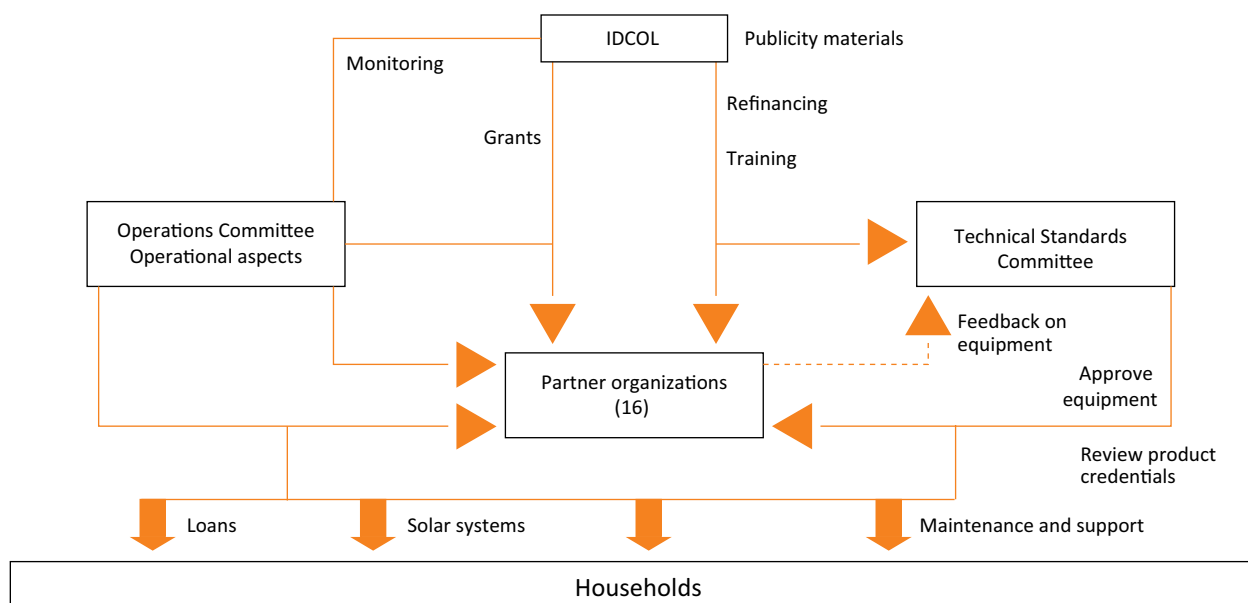 IDCOL
Publicity materials
Monitoring
Refinancing
Grants
Training
Operations Committee
Operational aspects
Technical Standards
Committee
Feedback on
equipment
Partner organizations
(16)
Approve
equipment
Review product
credentials
Loans
Solar systems
Maintenance and support
Households